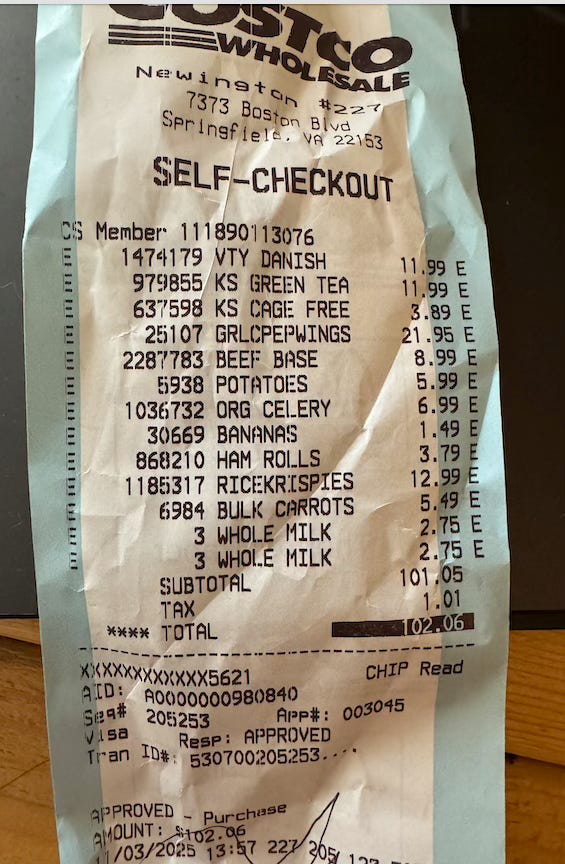 COSTCO
WHOLESALE
Newington #227
7373 Boston Blvd
Springfield, VA 22153
SELF-CHECKOUT
CS Member 111890113076
E 1474179 VTY DANISH 11.99 E
E 979855 KS GREEN TEA 11.99 E
E 637598 KS CAGE FREE 3.89 E
E 25107 GRLCPEPWINGS 21.95 E
E 2287783 BEEF BASE 8.99 E
E 5938 POTATOES 5.99 E
E 1036732 ORG CELERY 6.99 E
E 30669 BANANAS 1.49 E
E 868210 HAM ROLLS 3.79 E
E 1185317 RICEKRISPIES 12.99 E
E 6984 BULK CARROTS 5.49 E
E 3 WHOLE MILK 2.75 E
E 3 WHOLE MILK 2.75 E
SUBTOTAL 101.05
TAX 1.01
**** TOTAL 102.06
XXXXXXXXXXXX5621 CHIP Read
AID: A0000000980840
Seq# 205253 App#: 003045
Visa Resp: APPROVED
Tran ID#: 530700205253....
APPROVED - Purchase
AMOUNT: $102.06
/03/2025 13:57 227 205